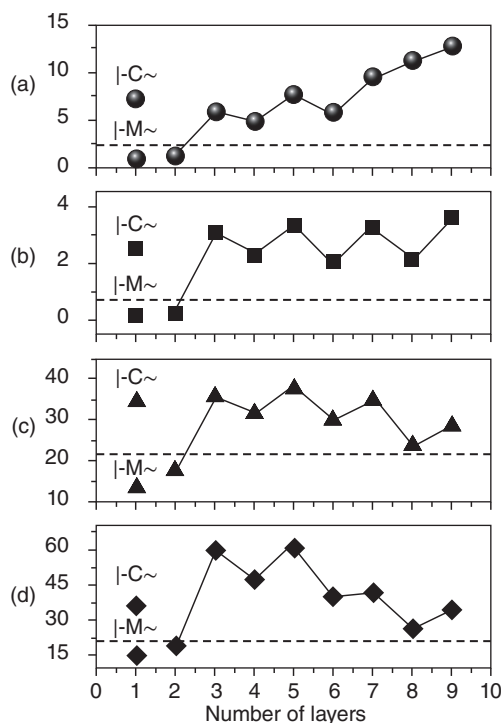 15
10
5
0
(a)
|-C~
|-M~
4
2
0
(b)
|-C~
|-M~
40
30
20
10
(c)
|-C~
|-M~
60
45
30
15
(d)
|-C~
|-M~
0 1 2 3 4 5 6 7 8 9 10
Number of layers